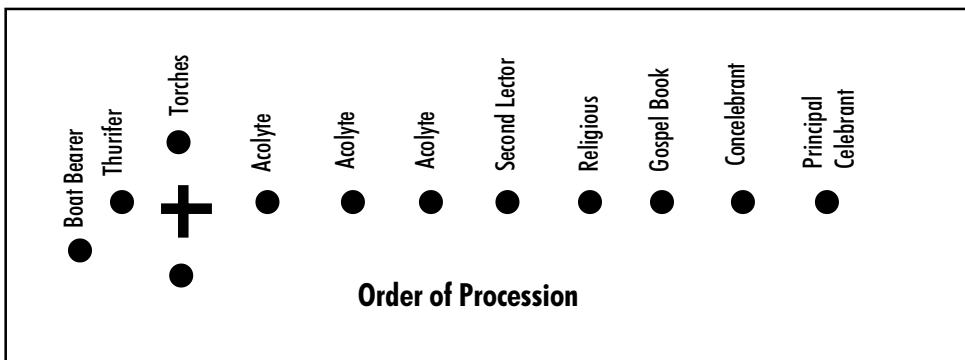 Boat Bearer
Thurifer
Torches
Acolyte
Acolyte
Acolyte
Second Lector
Religious
Gospel Book
Concelebrant
Principal
Celebrant
Order of Procession